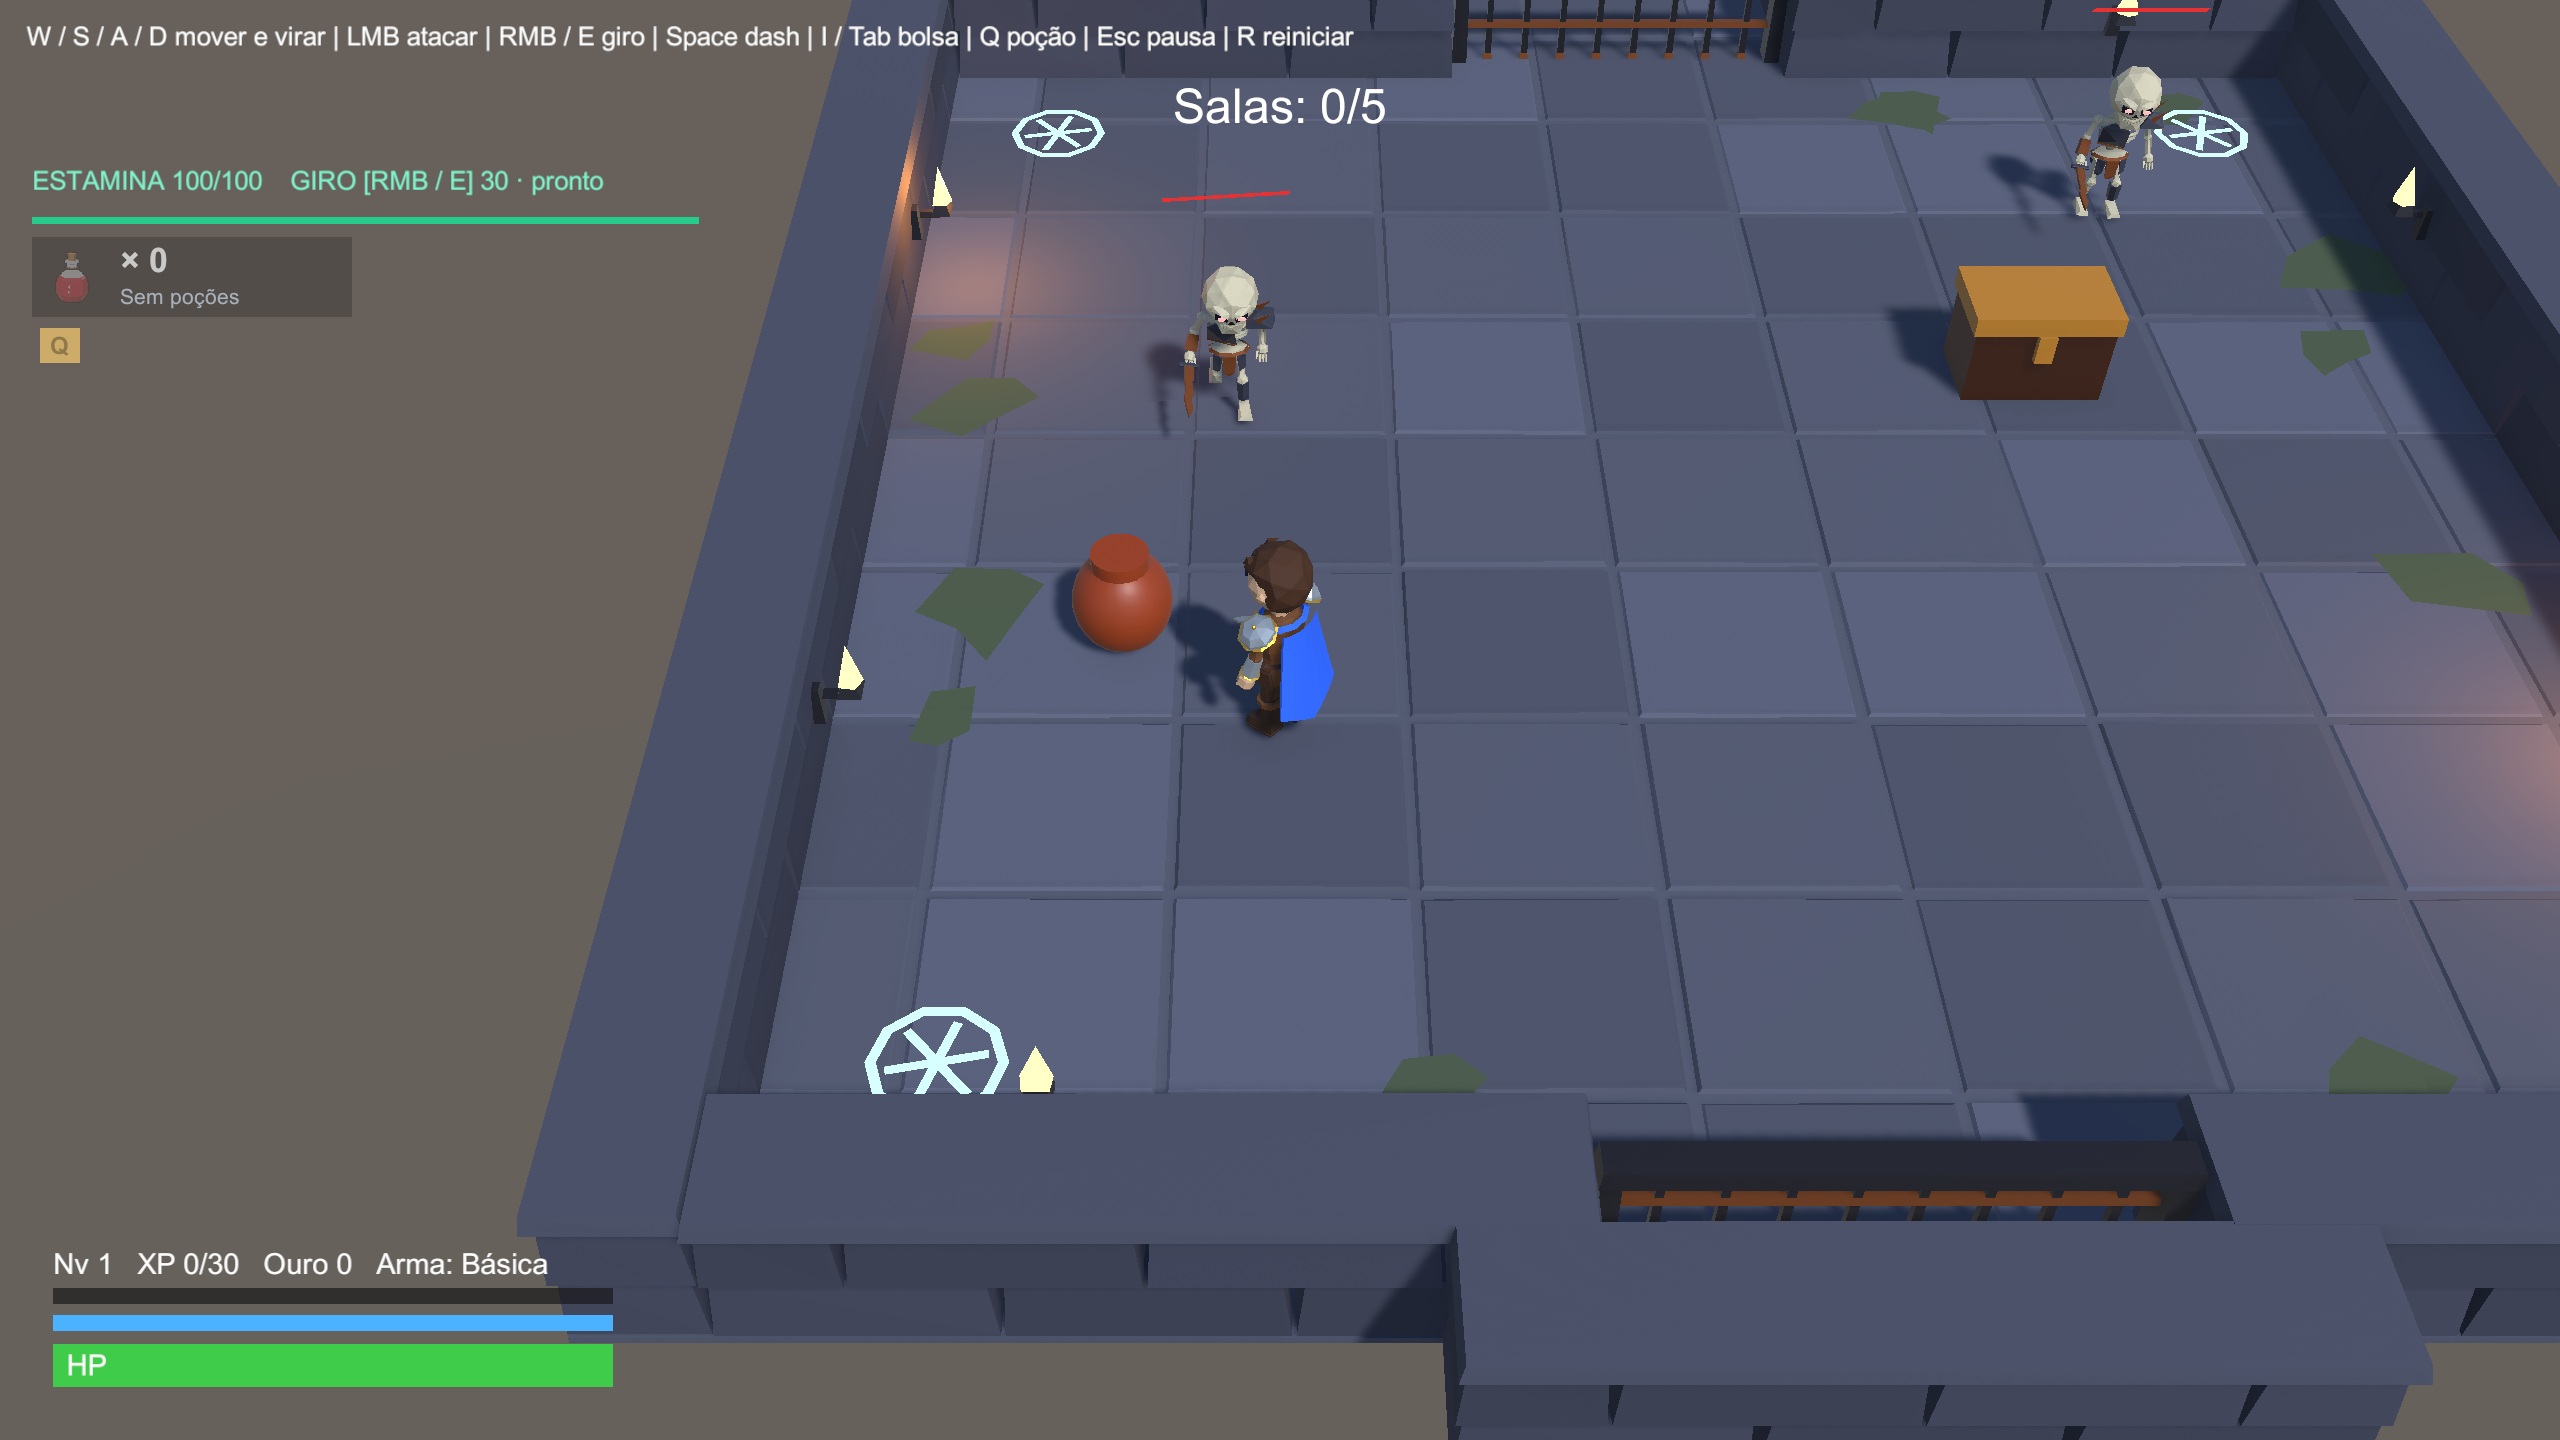 W / S / A / D mover e virar | LMB atacar | RMB / E giro | Space dash | I / Tab bolsa | Q poção | Esc pausa | R reiniciar
Salas: 0/5
ESTAMINA 100/100 GIRO [RMB / E] 30 · pronto
× 0
Sem poções
Q
Nv 1 XP 0/30 Ouro 0 Arma: Básica
HP